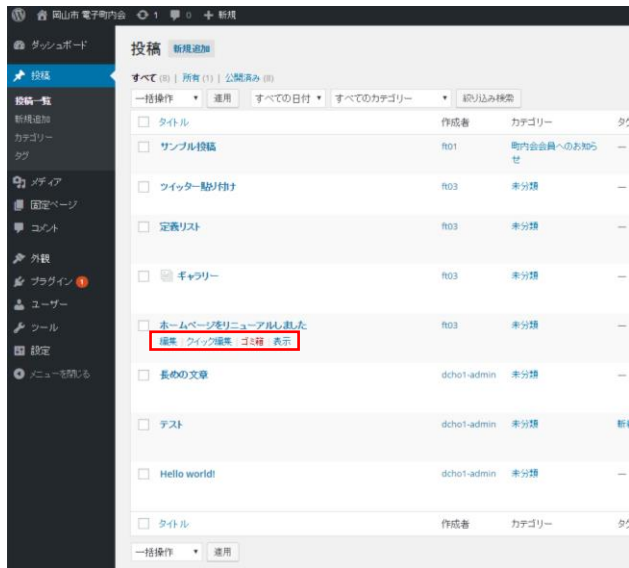 岡山市 電子町内会 1 0 新規
ダッシュボード
投稿
投稿一覧
新規追加
カテゴリー
タグ
メディア
固定ページ
コメント
外観
プラグイン 1
ユーザー
ツール
設定
メニューを閉じる
投稿 新規追加
すべて (8) | 所有 (1) | 公開済み (8)
一括操作 適用 すべての日付 すべてのカテゴリー 絞り込み検索
タイトル 作成者 カテゴリー
サンプル投稿 ft01 町内会会員へのお知ら
せ —
ツイッター貼り付け ft03 未分類 —
定義リスト ft03 未分類 —
ギャラリー ft03 未分類 —
ホームページをリニューアルしました ft03 未分類 —
編集 | クイック編集 | ゴミ箱 | 表示
長めの文章 dcho1-admin 未分類 —
テスト dcho1-admin 未分類
Hello world! dcho1-admin 未分類 —
タイトル 作成者 カテゴリー
一括操作 適用